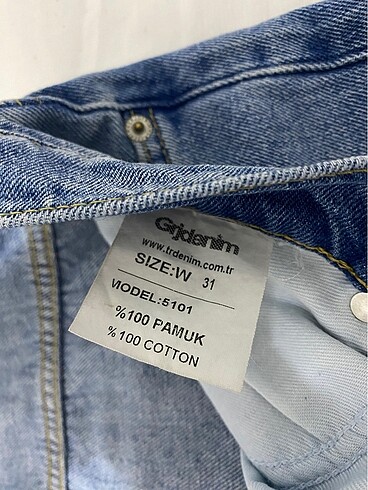 Grjdenim
www.trdenim.com.tr
SIZE:W 31
MODEL:5101
%100 PAMUK
%100 COTTON